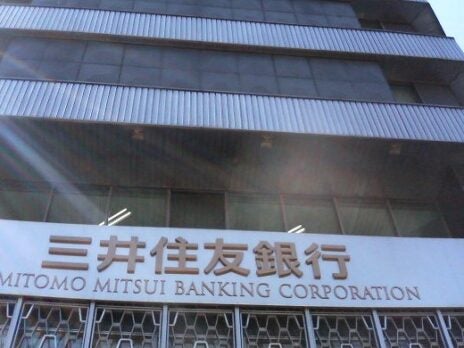 三井住友銀行
MITOMO MITSUI BANKING CORPORATION